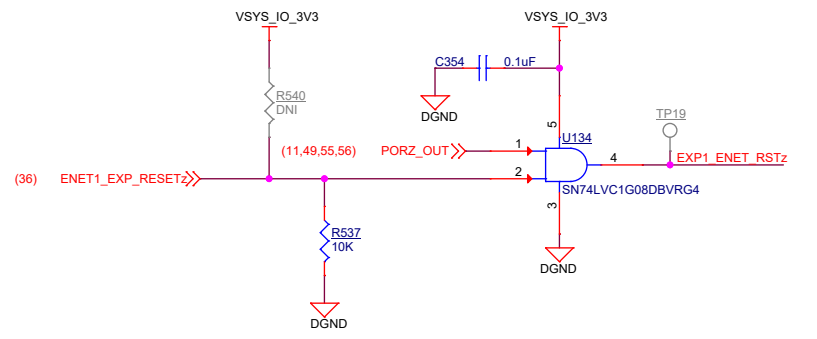 VSYS_IO_3V3
VSYS_IO_3V3
C354
0.1uF
R540
DNI
DGND
TP19
5
U134
(11,49,55,56)
PORZ_OUT
1
4
EXP1_ENET_RSTz
(36)
ENET1_EXP_RESETz
2
SN74LVC1G08DBVRG4
3
R537
10K
DGND
DGND